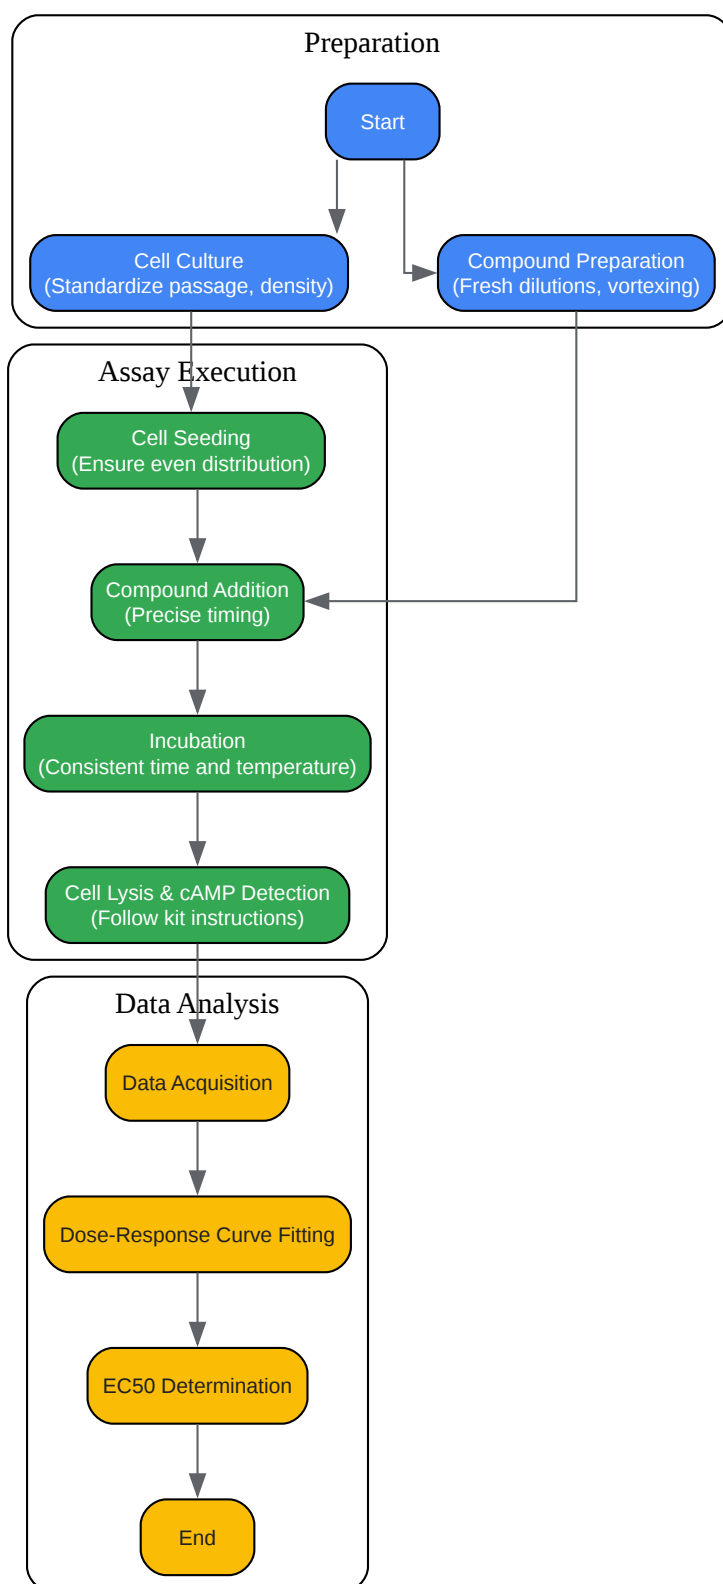 Preparation
Start
Cell Culture
(Standardize passage, density)
Compound Preparation
(Fresh dilutions, vortexing)
Assay Execution
Cell Seeding
(Ensure even distribution)
Compound Addition
(Precise timing)
Incubation
(Consistent time and temperature)
Cell Lysis & cAMP Detection
(Follow kit instructions)
Data Analysis
Data Acquisition
Dose-Response Curve Fitting
EC50 Determination
End